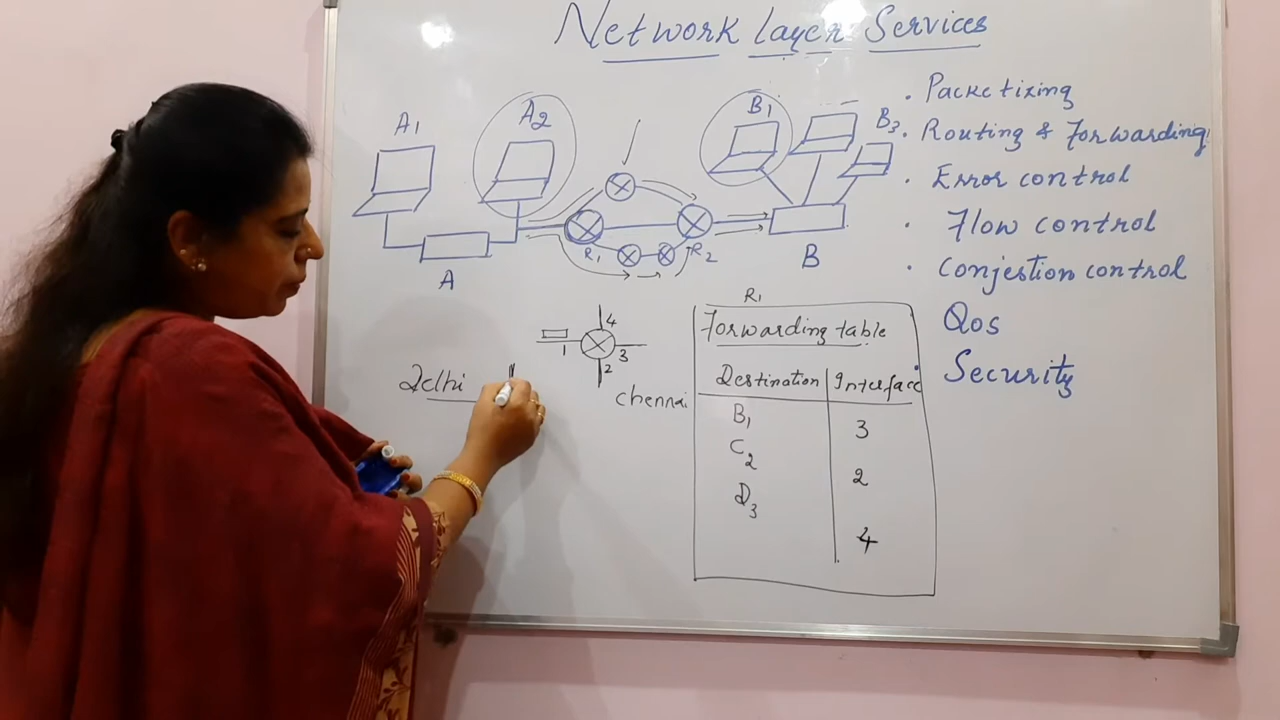 Network Layer Services
A1
A2
B1
B3
R1
R2
A
B
. Packetizing
. Routing & Forwarding
. Error control
. Flow control
. Conjestion control
Qos
Security
4
1
3
2
Delhi
chennai
R1
Forwarding table
Destination Interface
B1 3
C2 2
D3
4